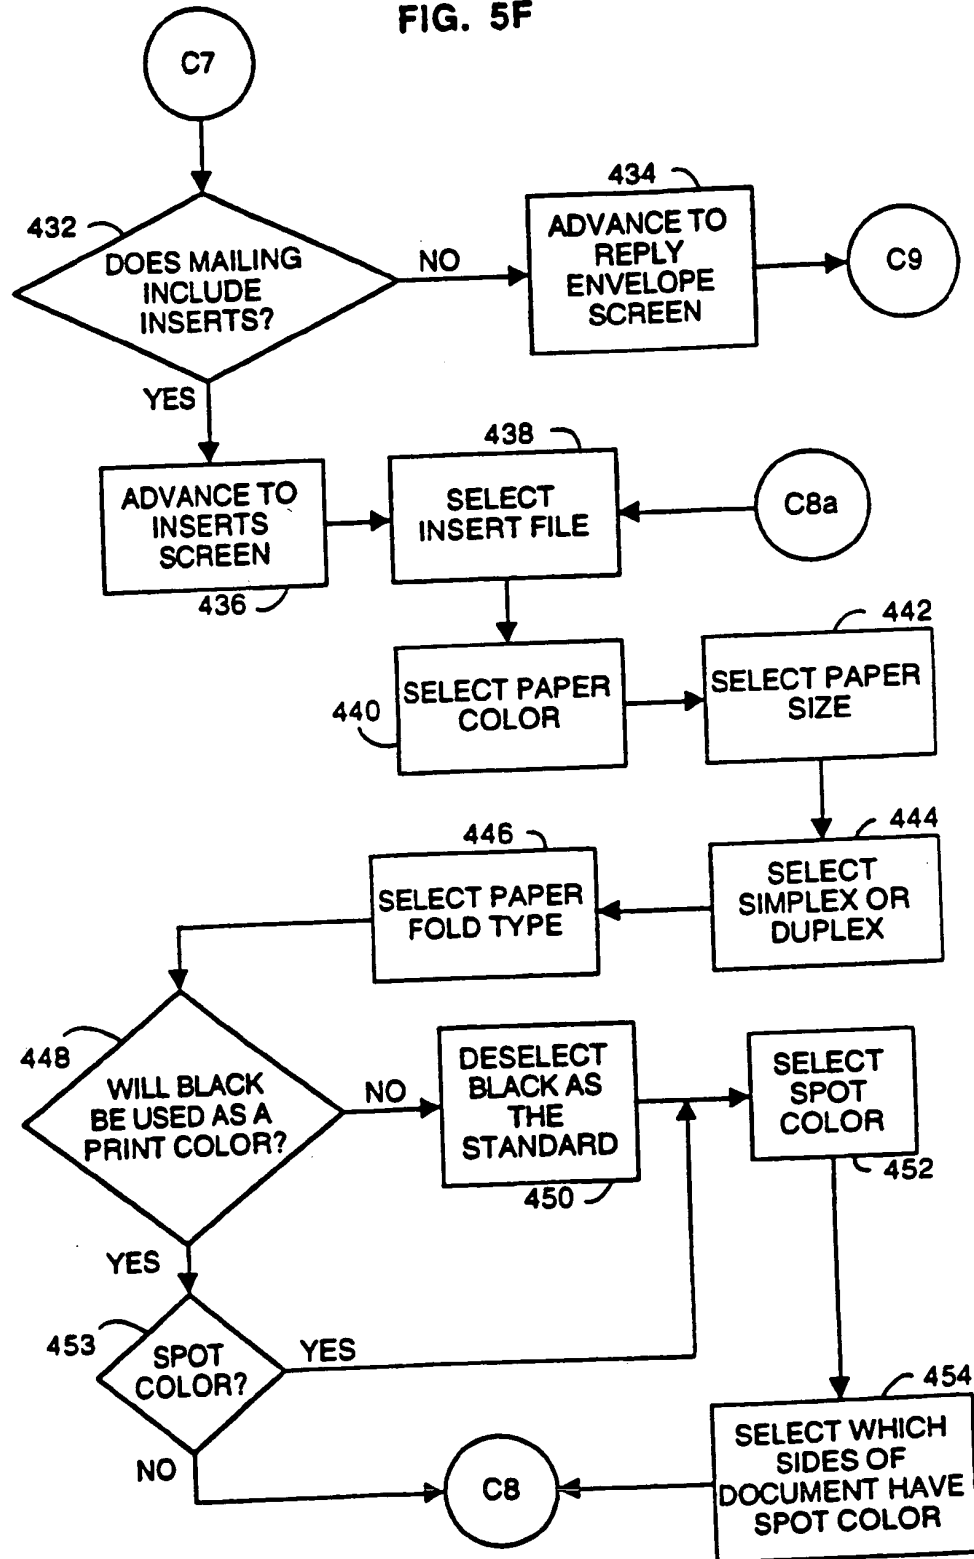 FIG. 5F
C7
432
DOES MAILING
INCLUDE
INSERTS?
NO
434
ADVANCE TO
REPLY
ENVELOPE
SCREEN
C9
YES
ADVANCE TO
INSERTS
SCREEN
436
438
SELECT
INSERT FILE
C8a
440
SELECT PAPER
COLOR
442
SELECT PAPER
SIZE
444
SELECT
SIMPLEX OR
DUPLEX
446
SELECT PAPER
FOLD TYPE
448
WILL BLACK
BE USED AS A
PRINT COLOR?
NO
DESELECT
BLACK AS
THE
STANDARD
450
SELECT
SPOT
COLOR
452
YES
453
SPOT
COLOR?
YES
NO
C8
454
SELECT WHICH
SIDES OF
DOCUMENT HAVE
SPOT COLOR